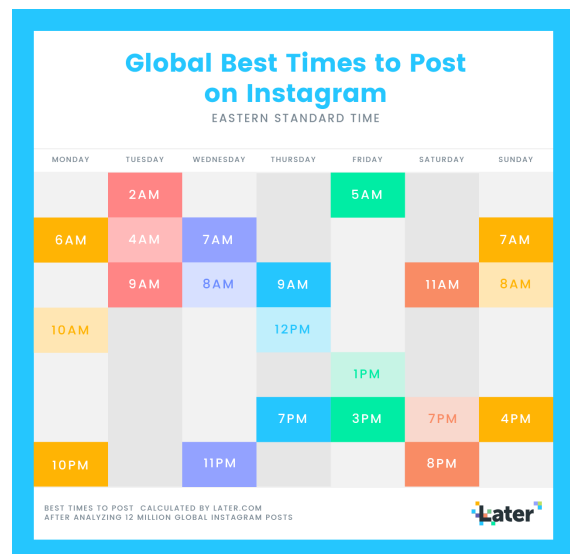 Global Best Times to Post
on Instagram
EASTERN STANDARD TIME
MONDAY TUESDAY WEDNESDAY THURSDAY FRIDAY SATURDAY SUNDAY
2AM 5AM
6AM 4AM 7AM 7AM
9AM 8AM 9AM 11AM 8AM
10AM 12PM
1PM
7PM 3PM 7PM 4PM
10PM 11PM 8PM
BEST TIMES TO POST CALCULATED BY LATER.COM
AFTER ANALYZING 12 MILLION GLOBAL INSTAGRAM POSTS
Later